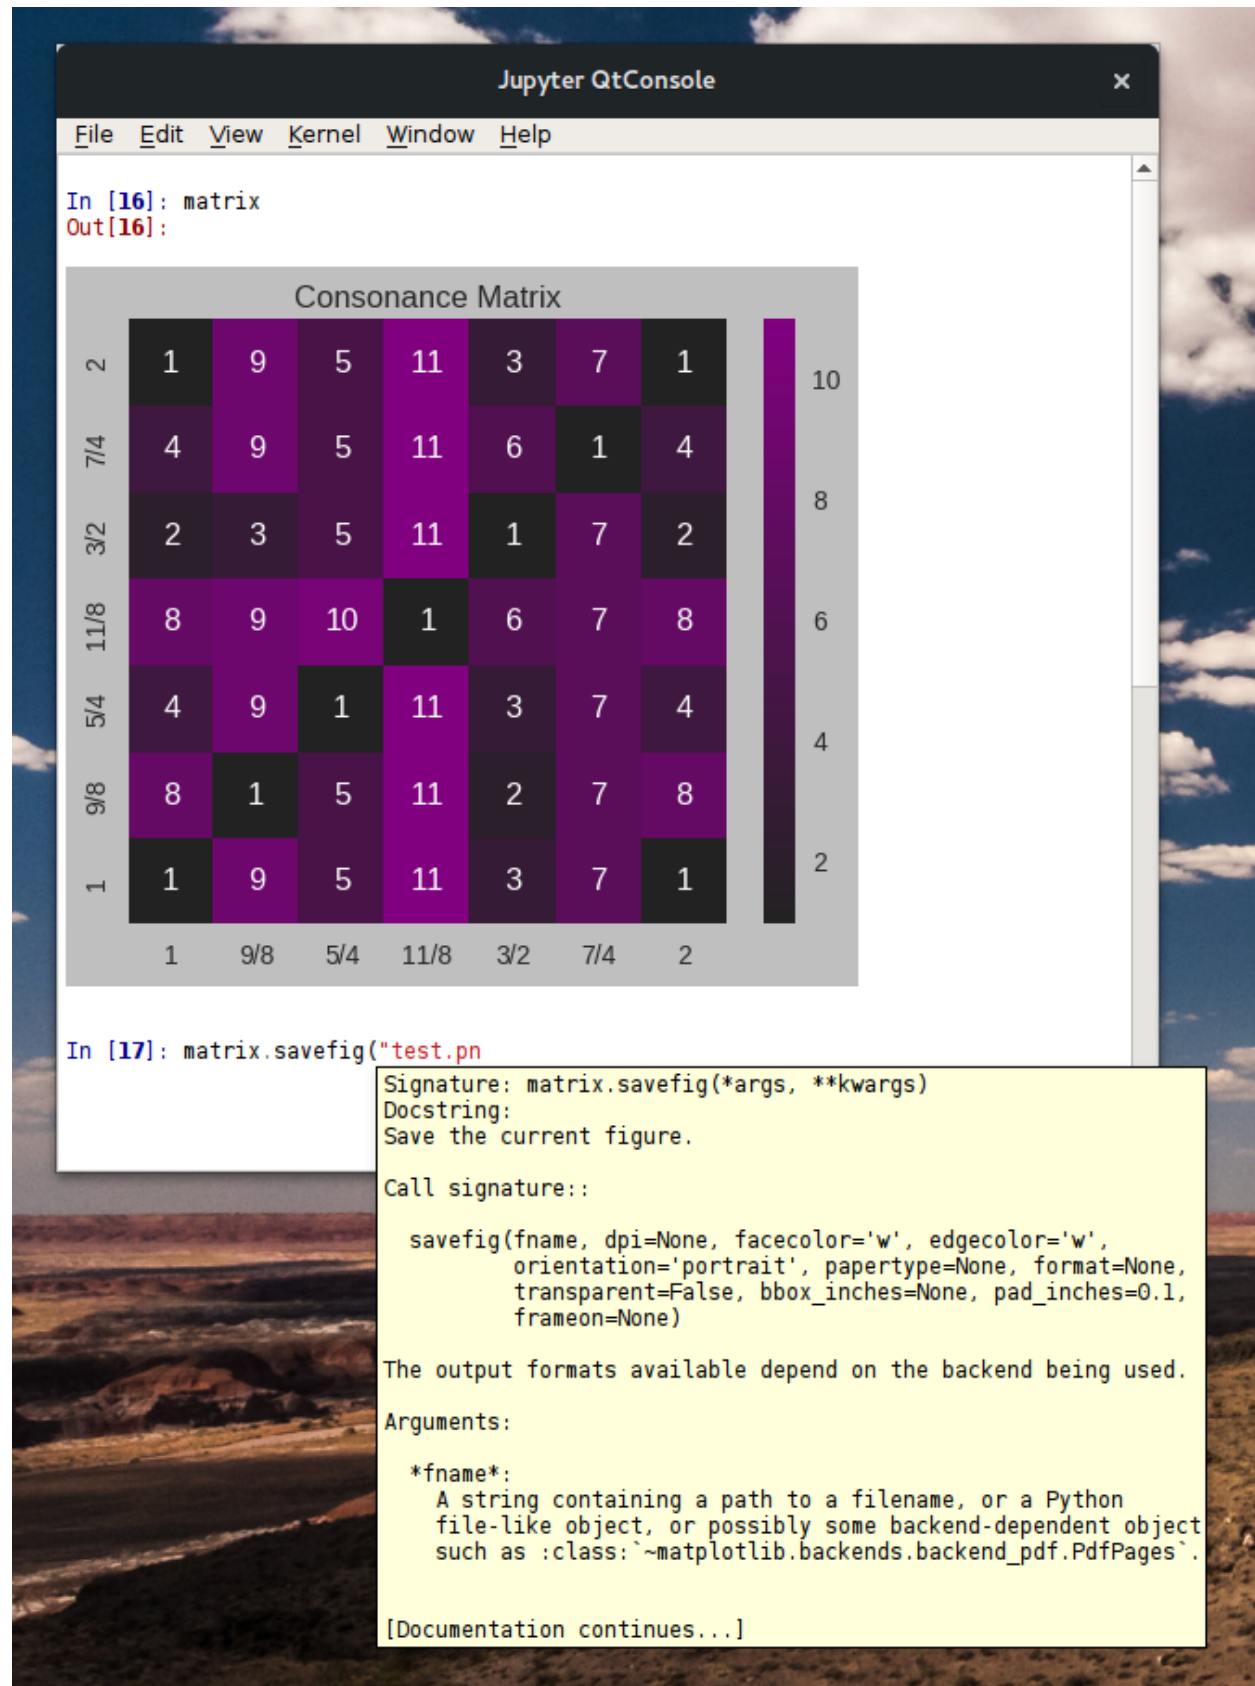 Jupyter QtConsole
File Edit View Kernel Window Help
In [16]: matrix
Out[16]:
Consonance Matrix
2 1 9 5 11 3 7 1
7/4 4 9 5 11 6 1 4
3/2 2 3 5 11 1 7 2
11/8 8 9 10 1 6 7 8
5/4 4 9 1 11 3 7 4
9/8 8 1 5 11 2 7 8
1 1 9 5 11 3 7 1
1 9/8 5/4 11/8 3/2 7/4 2
10
8
6
4
2
In [17]: matrix.savefig("test.pn
Signature: matrix.savefig(*args, **kwargs)
Docstring:
Save the current figure.
Call signature::
savefig(fname, dpi=None, facecolor='w', edgecolor='w',
orientation='portrait', papertype=None, format=None,
transparent=False, bbox_inches=None, pad_inches=0.1,
frameon=None)
The output formats available depend on the backend being used.
Arguments:
*fname*:
A string containing a path to a filename, or a Python
file-like object, or possibly some backend-dependent object
such as :class:`~matplotlib.backends.backend_pdf.PdfPages`.
[Documentation continues...]